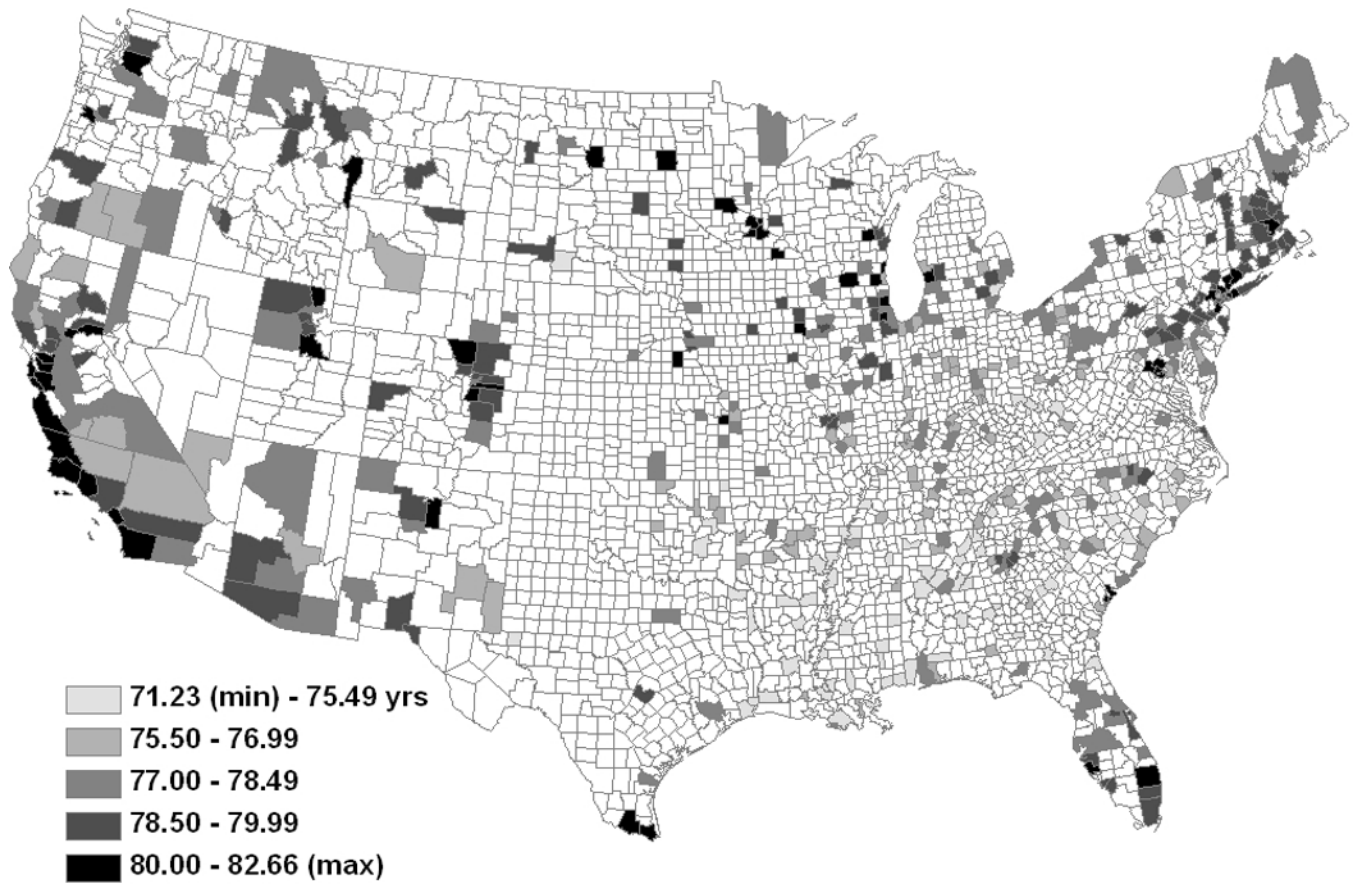 71.23 (min) - 75.49 yrs
75.50 - 76.99
77.00 - 78.49
78.50 - 79.99
80.00 - 82.66 (max)